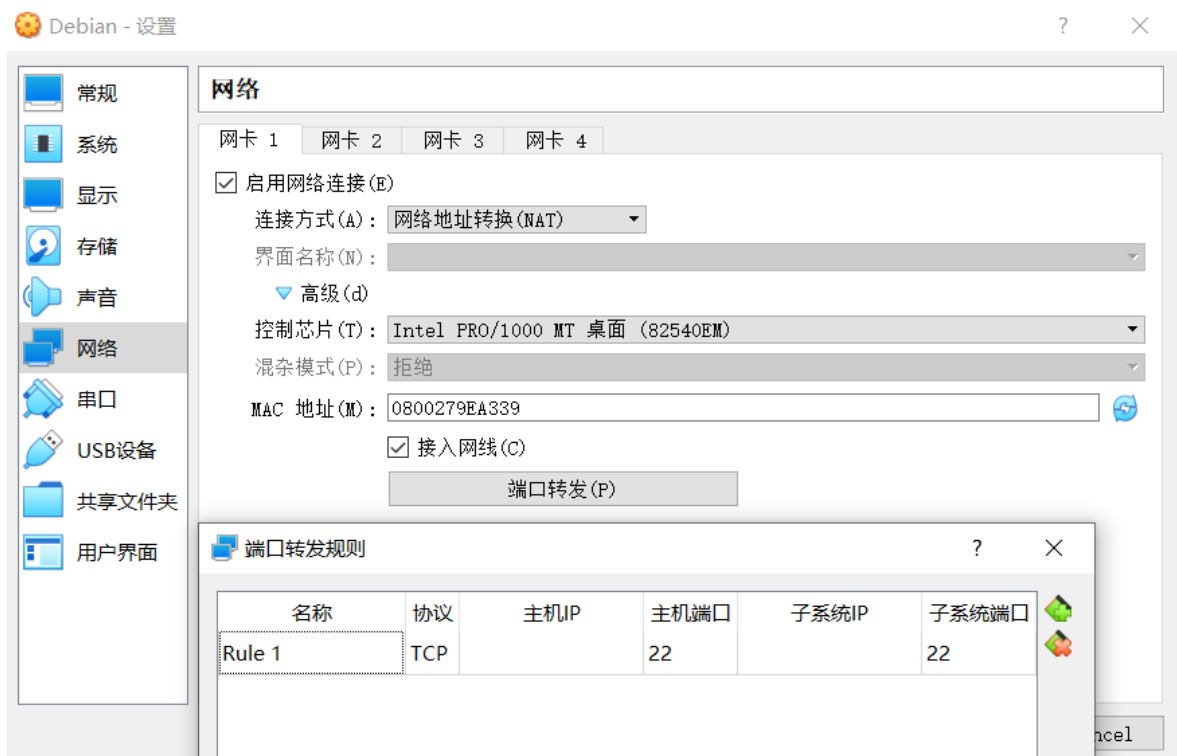 Debian - 设置
?
常规
系统
显示
存储
声音
网络
串口
USB设备
共享文件夹
用户界面
网络
网卡 1 网卡 2 网卡 3 网卡 4
启用网络连接(E)
连接方式(A): 网络地址转换(NAT)
界面名称(N):
高级(d)
控制芯片(T): Intel PRO/1000 MT 桌面 (82540EM)
混杂模式(P): 拒绝
MAC 地址(M): 0800279EA339
接入网线(C)
端口转发(P)
端口转发规则
?
名称 协议 主机IP 主机端口 子系统IP 子系统端口
Rule 1 TCP 22 22